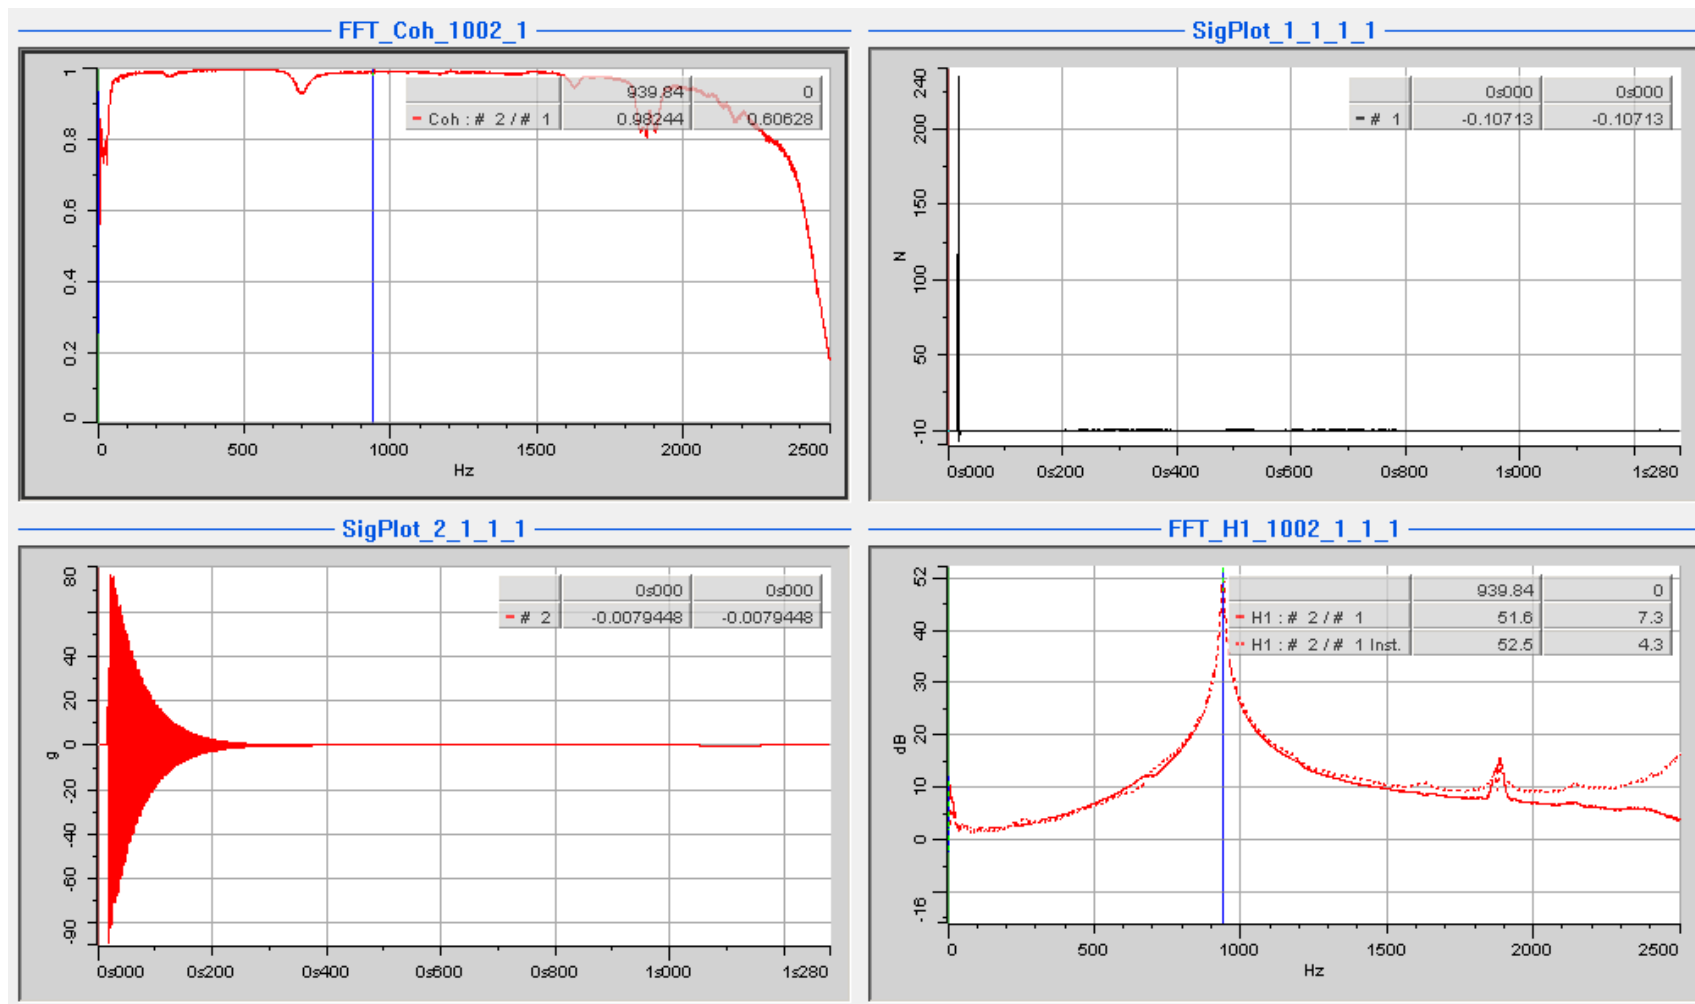 FFT_Coh_1002_1
939.84 0
Coh : # 2 / # 1 0.98244 0.60628
1
0.8
0.6
0.4
0.2
0
0 500 1000 1500 2000 2500
Hz
SigPlot_1_1_1_1
0s000 0s000
# 1 -0.10713 -0.10713
240
200
150
N
100
50
-10
0s000 0s200 0s400 0s600 0s800 1s000 1s280
SigPlot_2_1_1_1
0s000 0s000
# 2 -0.0079448 -0.0079448
80
40
20
0
g
-20
-40
-60
-90
0s000 0s200 0s400 0s600 0s800 1s000 1s280
FFT_H1_1002_1_1_1
939.84 0
H1 : # 2 / # 1 51.6 7.3
H1 : # 2 / # 1 Inst. 52.5 4.3
52
40
30
20
dB
10
0
-16
0 500 1000 1500 2000 2500
Hz